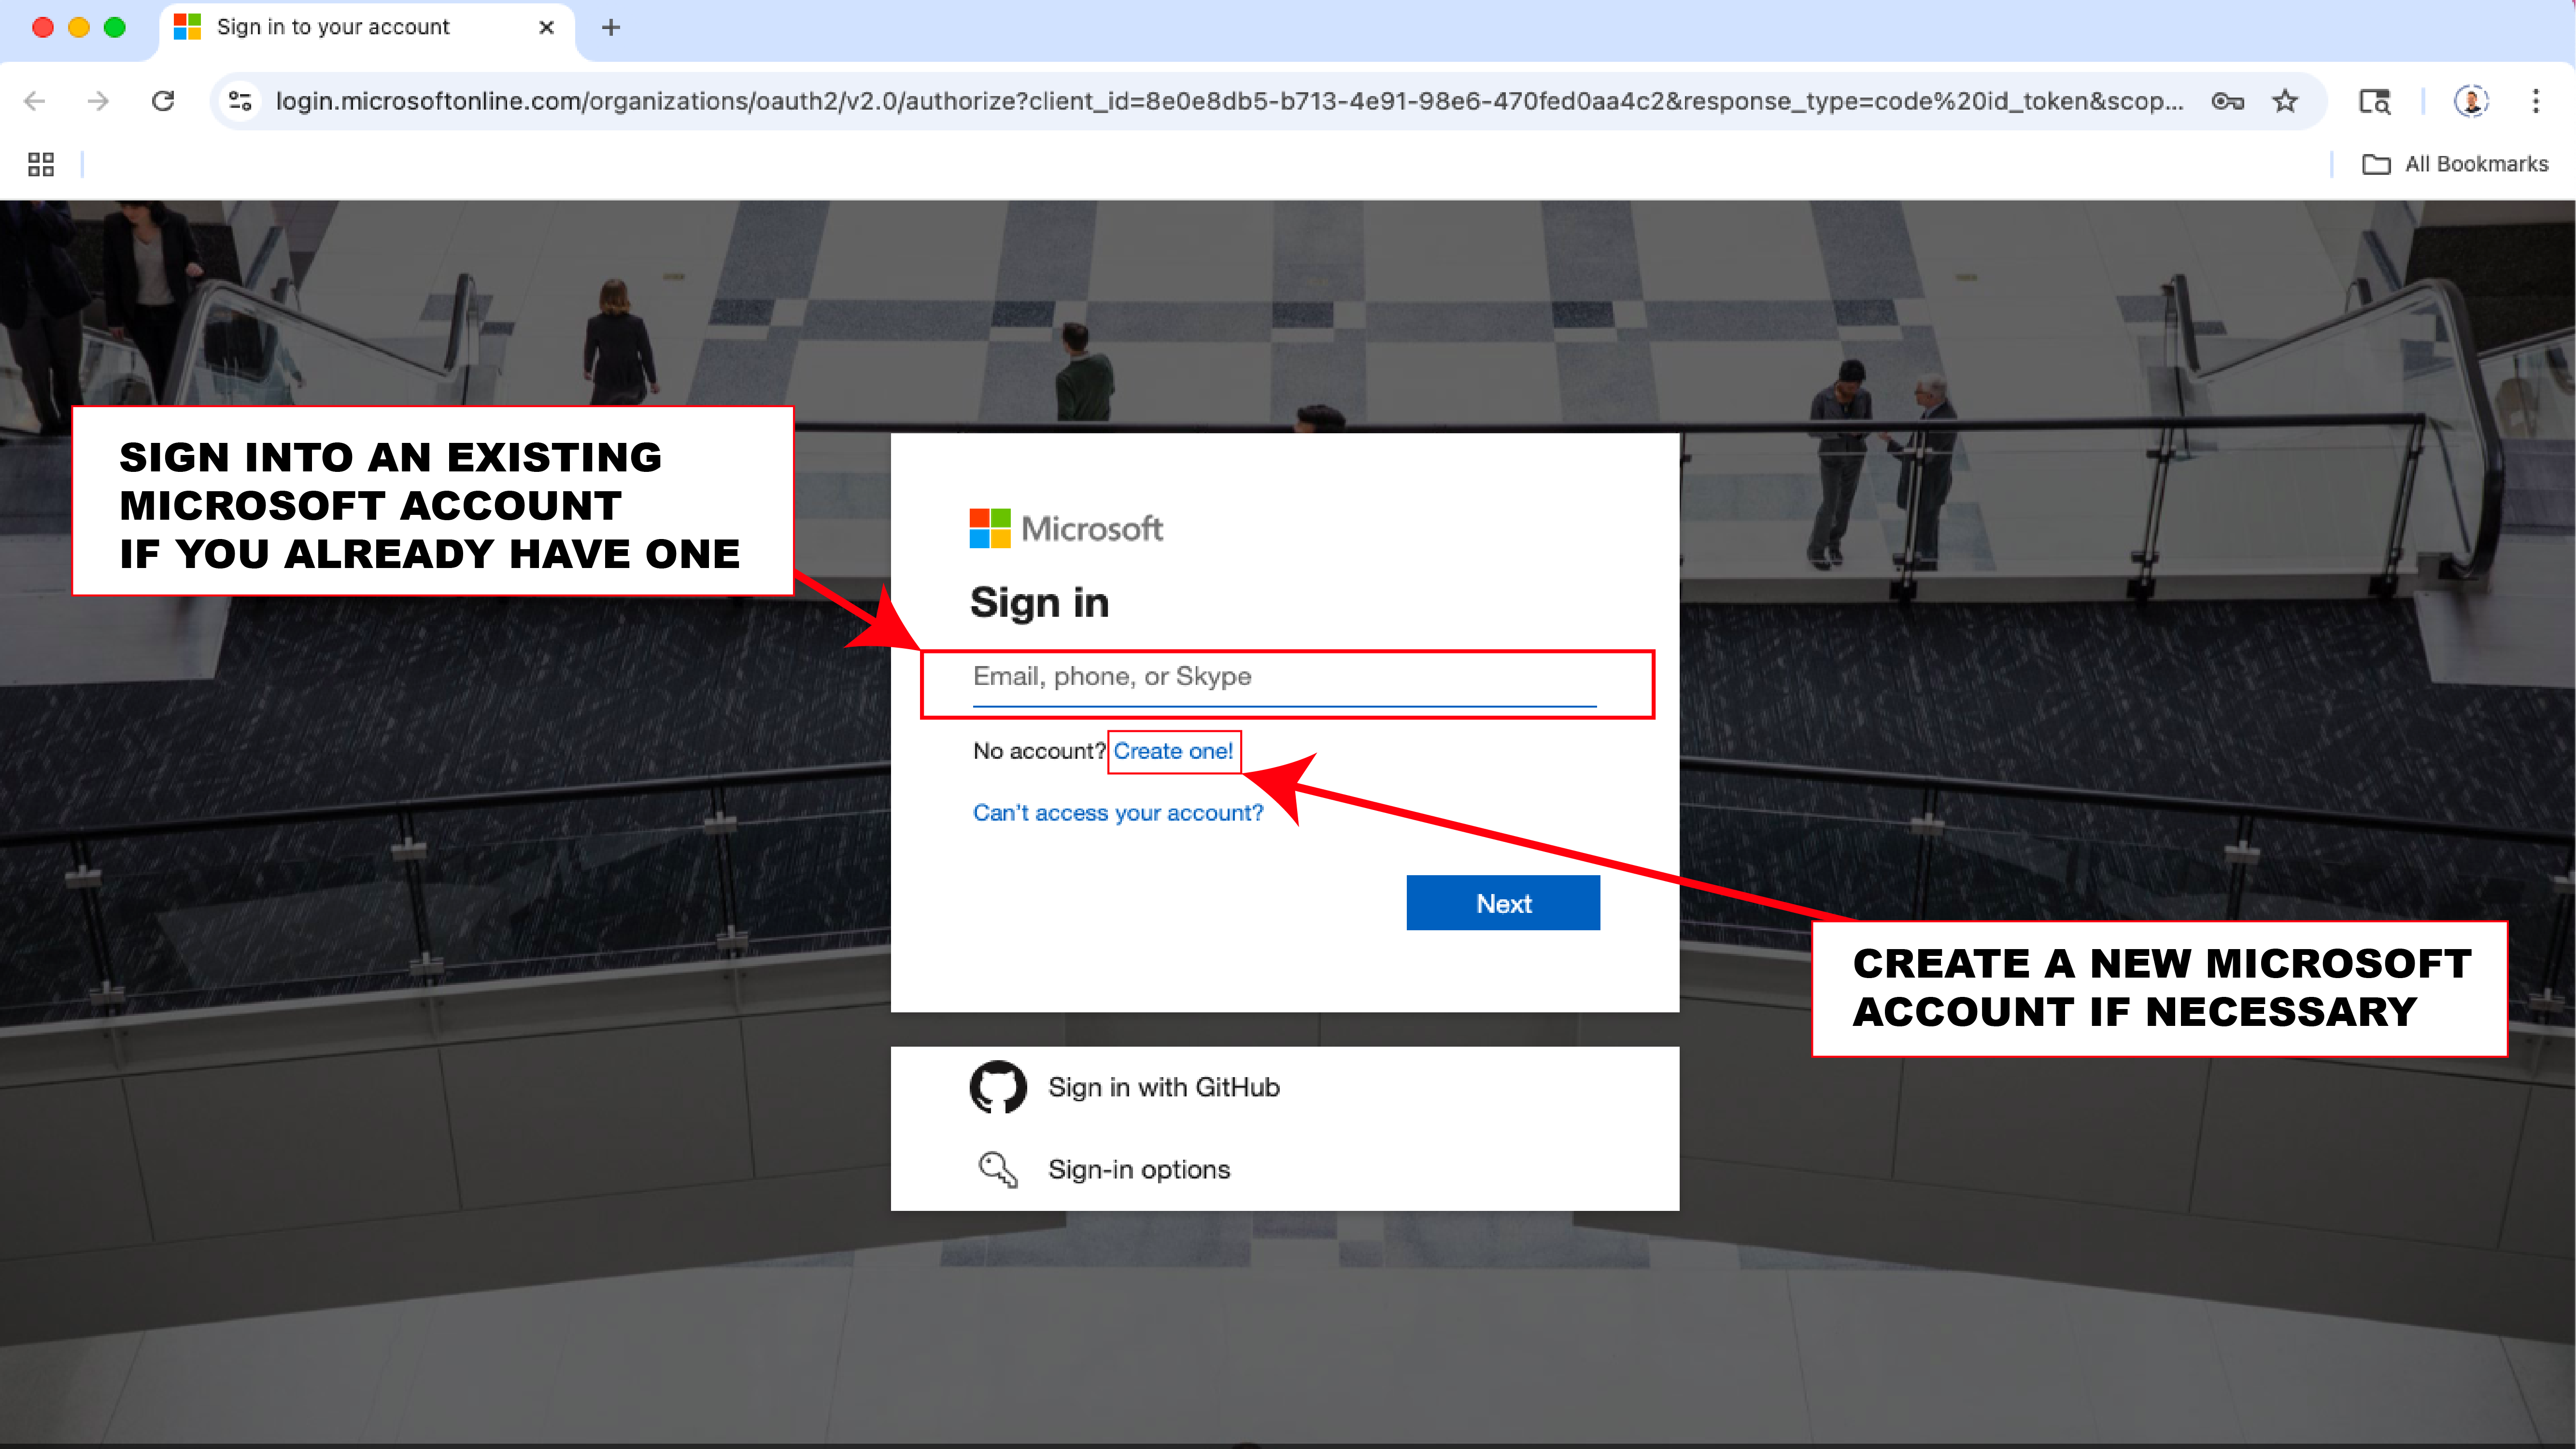 Sign in to your account
login.microsoftonline.com/organizations/oauth2/v2.0/authorize?client_id=8e0e8db5-b713-4e91-98e6-470fed0aa4c2&response_type=code%20id_token&scop...
All Bookmarks
SIGN INTO AN EXISTING
MICROSOFT ACCOUNT
IF YOU ALREADY HAVE ONE
Microsoft
Sign in
Email, phone, or Skype
No account? Create one!
Can't access your account?
Next
CREATE A NEW MICROSOFT
ACCOUNT IF NECESSARY
Sign in with GitHub
Sign-in options